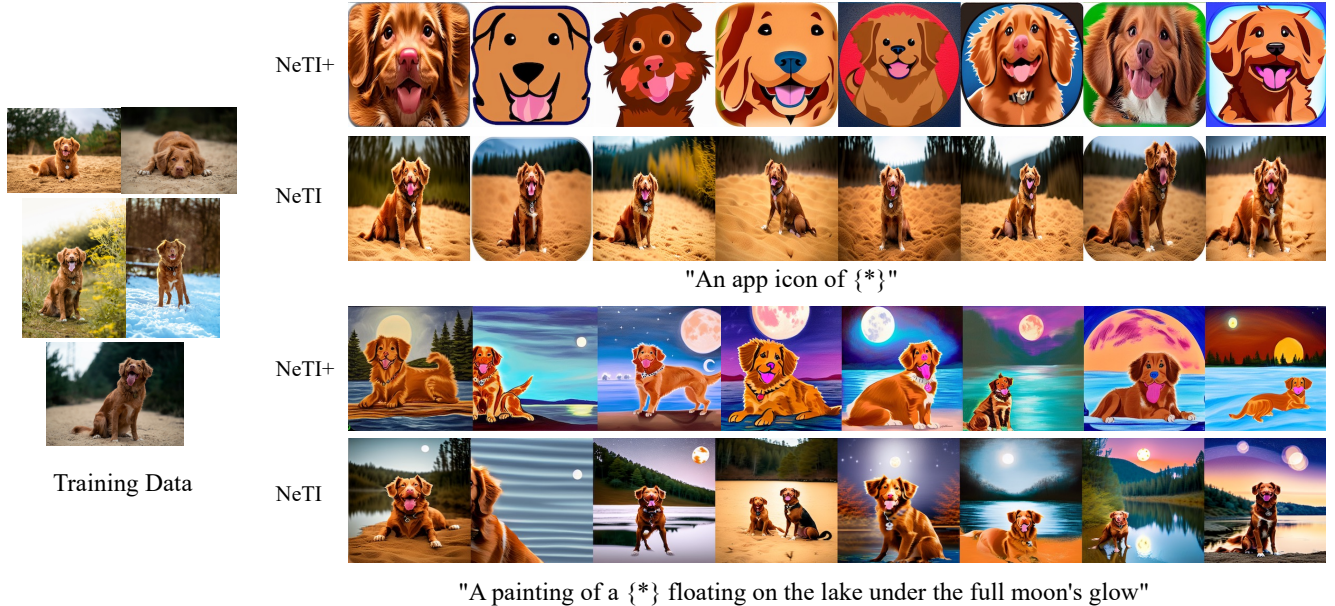 NeTI+
NeTI
"An app icon of {*}"
NeTI+
NeTI
Training Data
"A painting of a {*} floating on the lake under the full moon's glow"